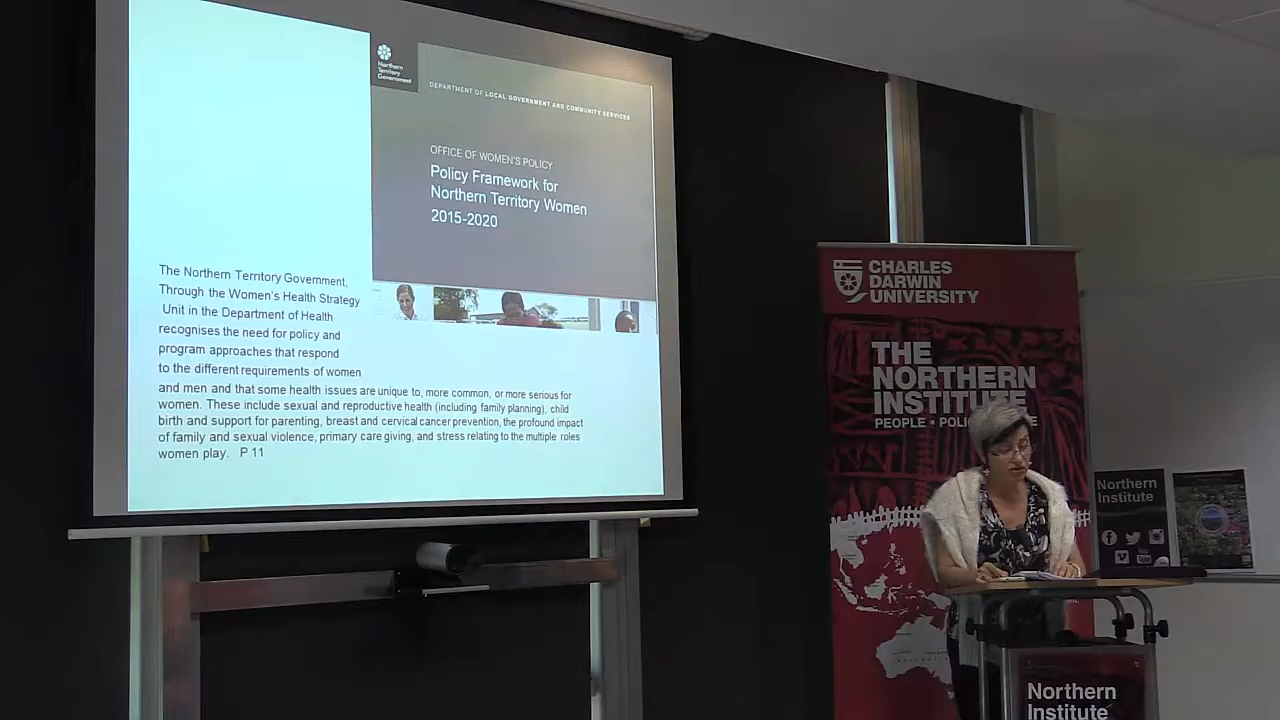 Northern
Territory
Government
DEPARTMENT OF LOCAL GOVERNMENT AND COMMUNITY SERVICES
OFFICE OF WOMEN'S POLICY
Policy Framework for
Northern Territory Women
2015-2020
The Northern Territory Government,
Through the Women's Health Strategy
Unit in the Department of Health
recognises the need for policy and
program approaches that respond
to the different requirements of women
and men and that some health issues are unique to, more common, or more serious for
women. These include sexual and reproductive health (including family planning), child
birth and support for parenting, breast and cervical cancer prevention, the profound impact
of family and sexual violence, primary care giving, and stress relating to the multiple roles
women play. P 11
CHARLES
DARWIN
UNIVERSITY
THE
NORTHERN
INSTITUTE
PEOPLE •
Northern
Institute
You
Northern
Institute